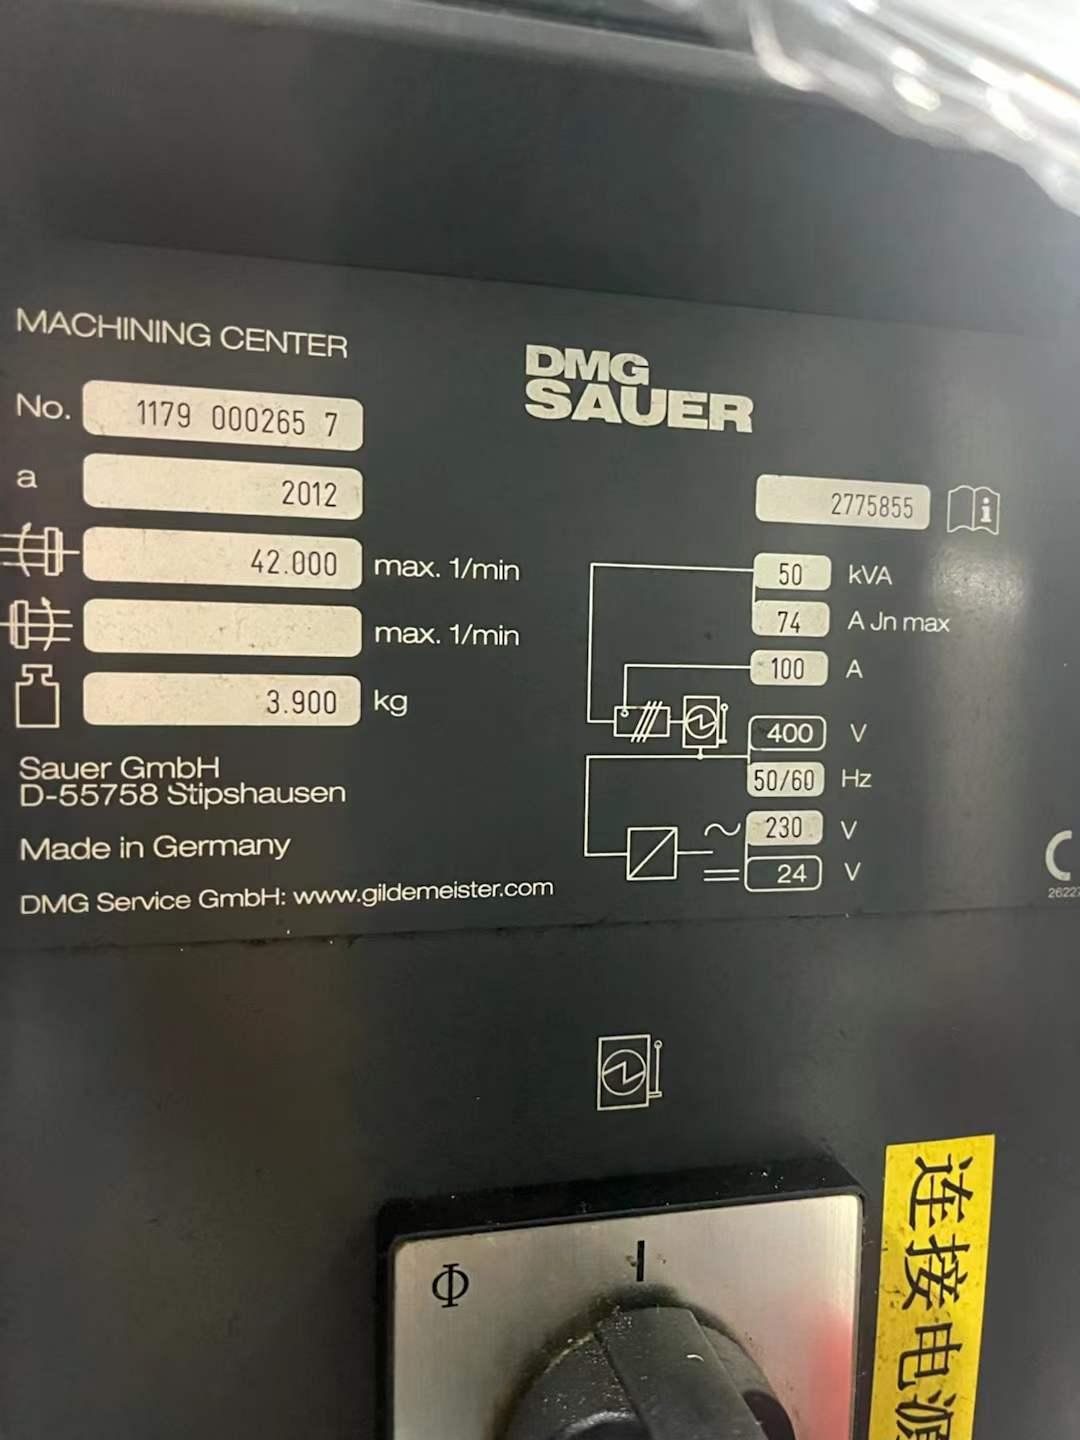 MACHINING CENTER
DMG
SAUER
No. 1179 000265 7
a 2012
42.000 max. 1/min
max. 1/min
3.900 kg
2775855
i
50 kVA
74 A Jn max
100 A
400 V
50/60 Hz
~ 230 V
24 V
Sauer GmbH
D-55758 Stipshausen
Made in Germany
DMG Service GmbH: www.gildemeister.com
2622
Φ
I
连接电源